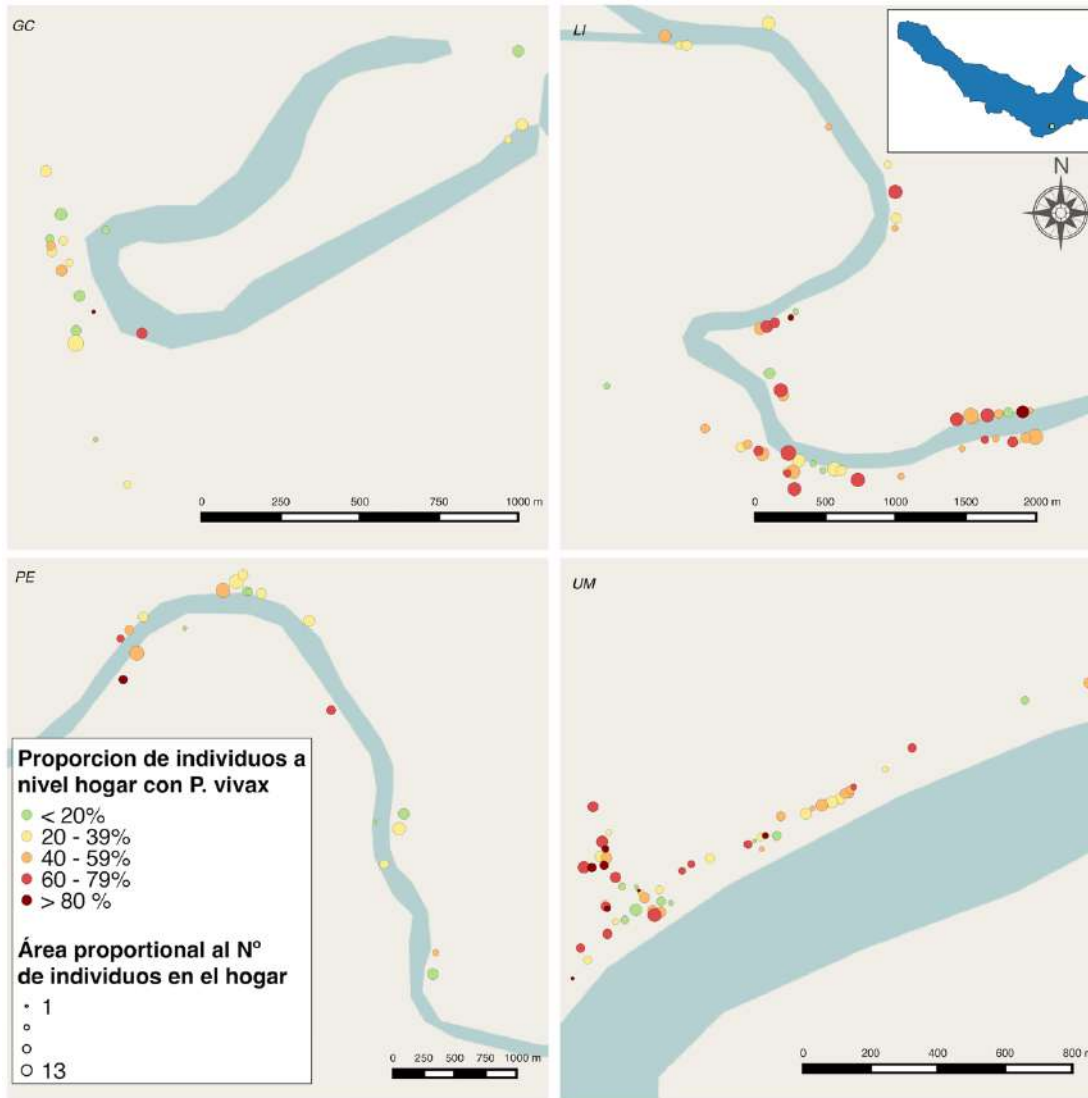 GC
LI
N
0 250 500 750 1000 m
0 500 1000 1500 2000 m
PE
UM
Proporcion de individuos a
nivel hogar con P. vivax
< 20%
20 - 39%
40 - 59%
60 - 79%
> 80 %
Área proportional al Nº
de individuos en el hogar
1
13
0 250 500 750 1000 m
0 200 400 600 800 m